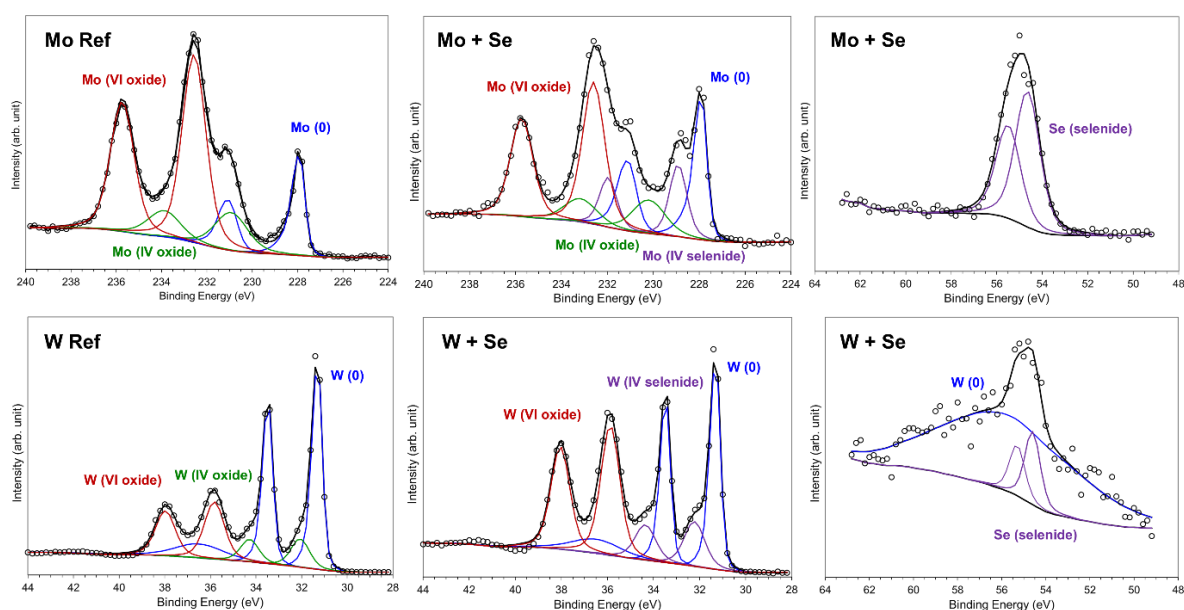 Mo Ref
Mo (VI oxide)
Mo (0)
Mo (IV oxide)
Intensity (arb. unit)
240 238 236 234 232 230 228 226 224
Binding Energy (eV)
Mo + Se
Mo (VI oxide)
Mo (0)
Mo (IV oxide)
Mo (IV selenide)
Intensity (arb. unit)
240 238 236 234 232 230 228 226 224
Binding Energy (eV)
Mo + Se
Se (selenide)
Intensity (arb. unit)
64 62 60 58 56 54 52 50 48
Binding Energy (eV)
W Ref
W (0)
W (IV oxide)
W (VI oxide)
Intensity (arb. unit)
44 42 40 38 36 34 32 30 28
Binding Energy (eV)
W + Se
W (0)
W (IV selenide)
W (VI oxide)
Intensity (arb. unit)
44 42 40 38 36 34 32 30 28
Binding Energy (eV)
W + Se
W (0)
Se (selenide)
Intensity (arb. unit)
64 62 60 58 56 54 52 50 48
Binding Energy (eV)